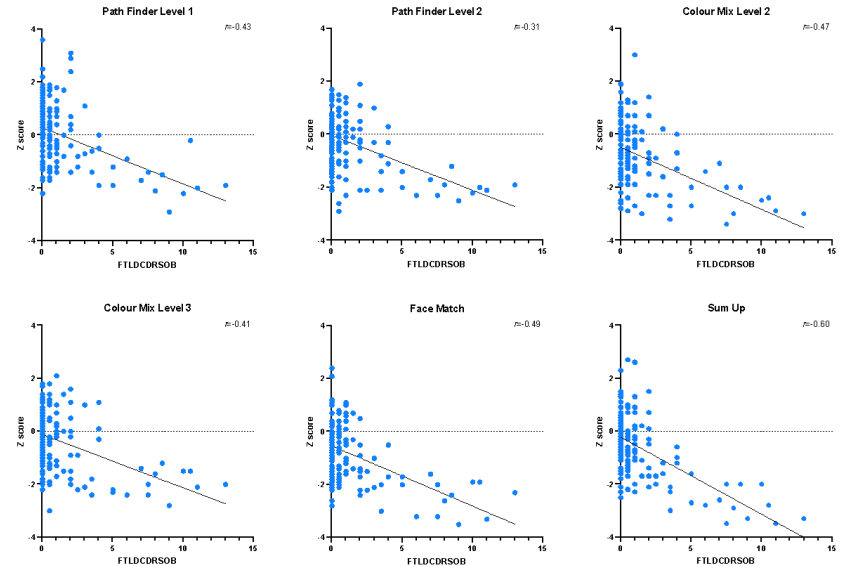 Path Finder Level 1
r=-0.43
4
2
0
-2
-4
Z score
0 5 10 15
FTLDCDRSOB
Path Finder Level 2
r=-0.31
4
2
0
-2
-4
Z score
0 5 10 15
FTLDCDRSOB
Colour Mix Level 2
r=-0.47
4
2
0
-2
-4
Z score
0 5 10 15
FTLDCDRSOB
Colour Mix Level 3
r=-0.41
4
2
0
-2
-4
Z score
0 5 10 15
FTLDCDRSOB
Face Match
r=-0.49
4
2
0
-2
-4
Z score
0 5 10 15
FTLDCDRSOB
Sum Up
r=-0.60
4
2
0
-2
-4
Z score
0 5 10 15
FTLDCDRSOB